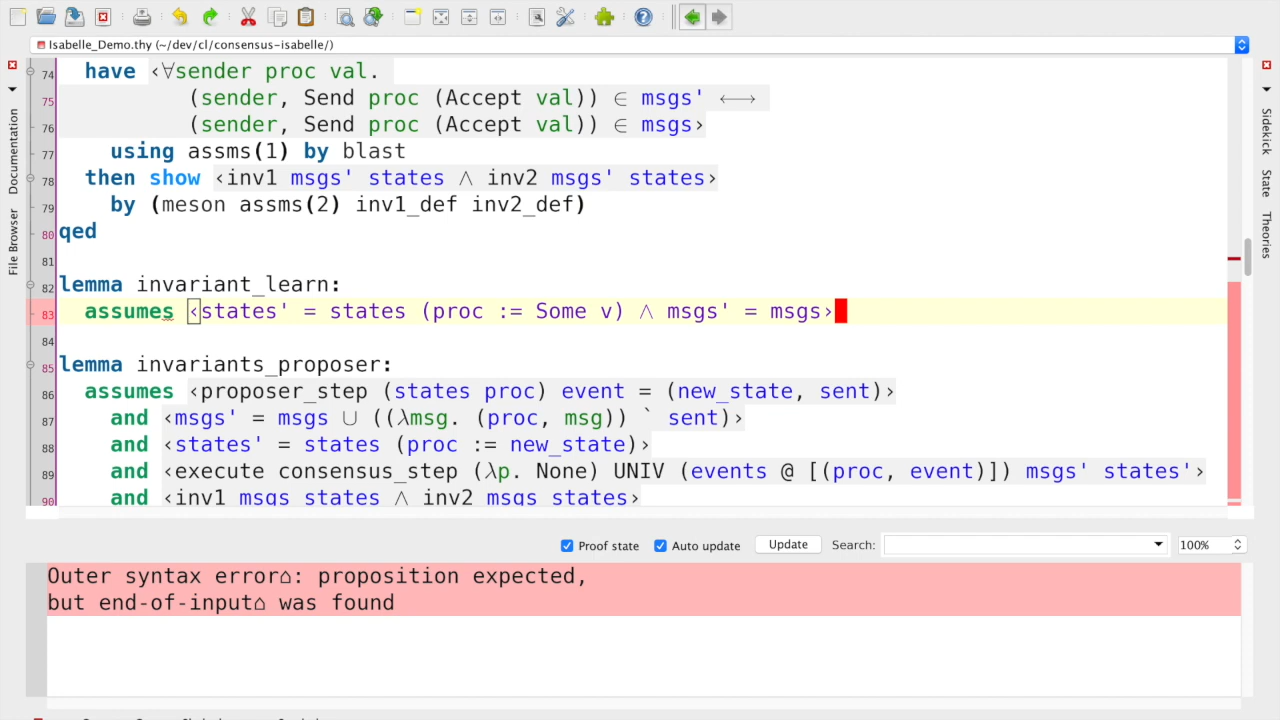 Isabelle_Demo.thy (~/dev/cl/consensus-isabelle/)
Documentation
File Browser
74 have ‹∀sender proc val.
75 (sender, Send proc (Accept val)) ∈ msgs' ⟷
76 (sender, Send proc (Accept val)) ∈ msgs›
77 using assms(1) by blast
78 then show ‹inv1 msgs' states ∧ inv2 msgs' states›
79 by (meson assms(2) inv1_def inv2_def)
80 qed
81
82 lemma invariant_learn:
83 assumes ‹states' = states (proc := Some v) ∧ msgs' = msgs›
84
85 lemma invariants_proposer:
86 assumes ‹proposer_step (states proc) event = (new_state, sent)›
87 and ‹msgs' = msgs ∪ ((λmsg. (proc, msg)) ` sent)›
88 and ‹states' = states (proc := new_state)›
89 and ‹execute consensus_step (λp. None) UNIV (events @ [(proc, event)]) msgs' states'›
90 and ‹inv1 msgs states ∧ inv2 msgs states›
Sidekick
State
Theories
Proof state Auto update Update Search: 100%
Outer syntax error⌂: proposition expected,
but end-of-input⌂ was found